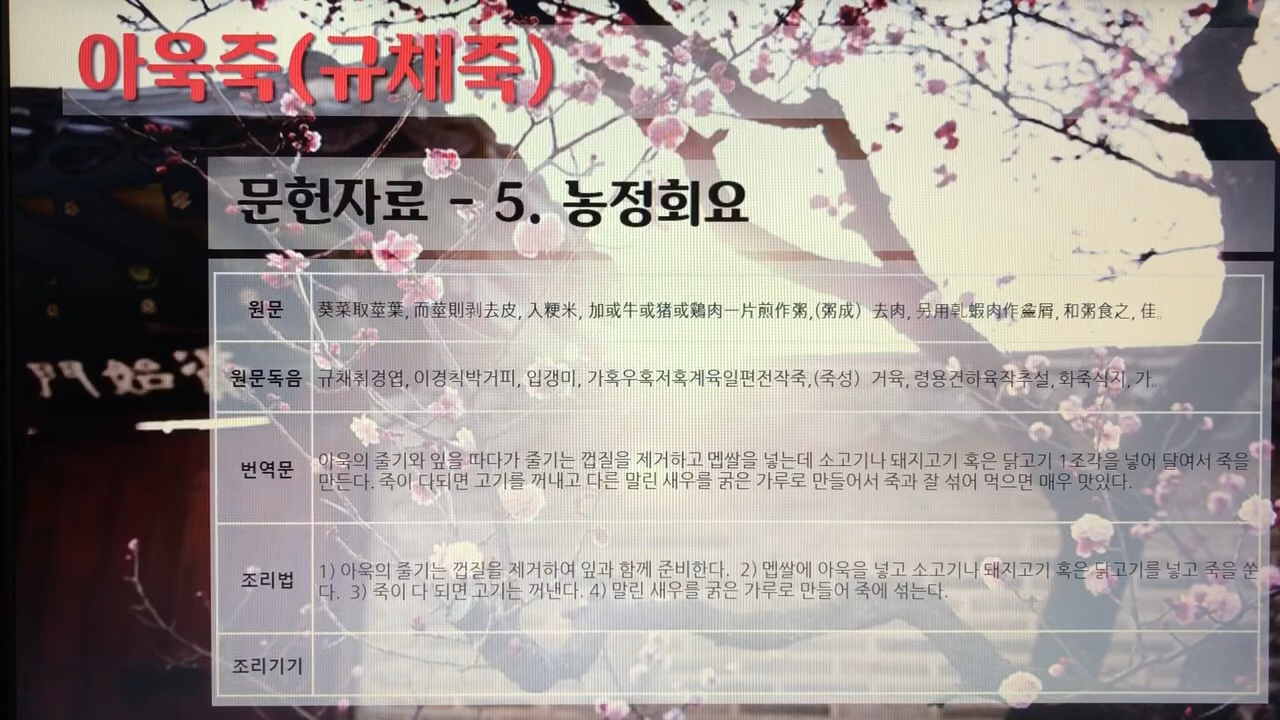 아욱죽(규채죽)
문헌자료 - 5. 농정회요
원문
葵菜取莖葉, 而莖則剥去皮, 入粳米, 加或牛或猪或鷄肉一片煎作粥,(粥成) 去肉, 另用乹蝦肉作麁屑, 和粥食之, 佳.
원문독음
규채취경엽, 이경칙박거피, 입갱미, 가혹우혹저혹계육일편전작죽,(죽성) 거육, 령용건하육작추설, 화죽식지, 가.
번역문
아욱의 줄기와 잎을 따다가 줄기는 껍질을 제거하고 멥쌀을 넣는데 소고기나 돼지고기 혹은 닭고기 1조각을 넣어 달여서 죽을
만든다. 죽이 다되면 고기를 꺼내고 다른 말린 새우를 굵은 가루로 만들어서 죽과 잘 섞어 먹으면 매우 맛있다.
조리법
1) 아욱의 줄기는 껍질을 제거하여 잎과 함께 준비한다. 2) 멥쌀에 아욱을 넣고 소고기나 돼지고기 혹은 닭고기를 넣고 죽을 쑨
다. 3) 죽이 다 되면 고기는 꺼낸다. 4) 말린 새우를 굵은 가루로 만들어 죽에 섞는다.
조리기기
門始